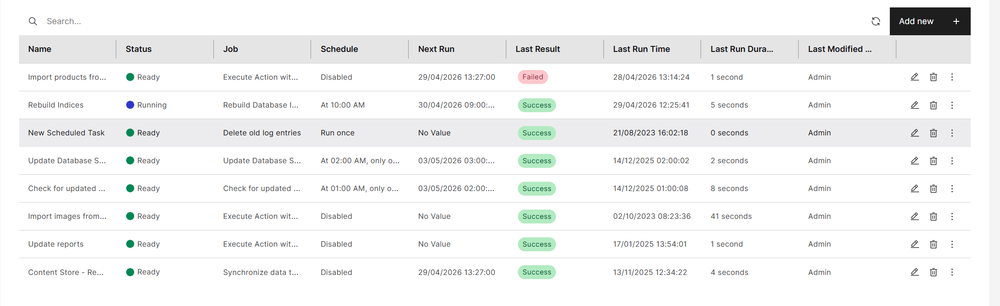 Search...
Add new
Name Status Job Schedule Next Run Last Result Last Run Time Last Run Dura... Last Modified ...
Import products fro... Ready Execute Action wit... Disabled 29/04/2026 13:27:00 Failed 28/04/2026 13:14:24 1 second Admin
Rebuild Indices Running Rebuild Database I... At 10:00 AM 30/04/2026 09:00:... Success 29/04/2026 12:25:41 5 seconds Admin
New Scheduled Task Ready Delete old log entries Run once No Value Success 21/08/2023 16:02:18 0 seconds Admin
Update Database S... Ready Update Database S... At 02:00 AM, only o... 03/05/2026 03:00:... Success 14/12/2025 02:00:02 2 seconds Admin
Check for updated ... Ready Check for updated ... At 01:00 AM, only o... 03/05/2026 02:00:... Success 14/12/2025 01:00:08 8 seconds Admin
Import images from... Ready Execute Action wit... Disabled No Value Success 02/10/2023 08:23:36 41 seconds Admin
Update reports Ready Execute Action wit... Disabled No Value Success 17/01/2025 13:54:01 1 second Admin
Content Store - Re... Ready Synchronize data t... Disabled 29/04/2026 13:27:00 Success 13/11/2025 12:34:22 4 seconds Admin